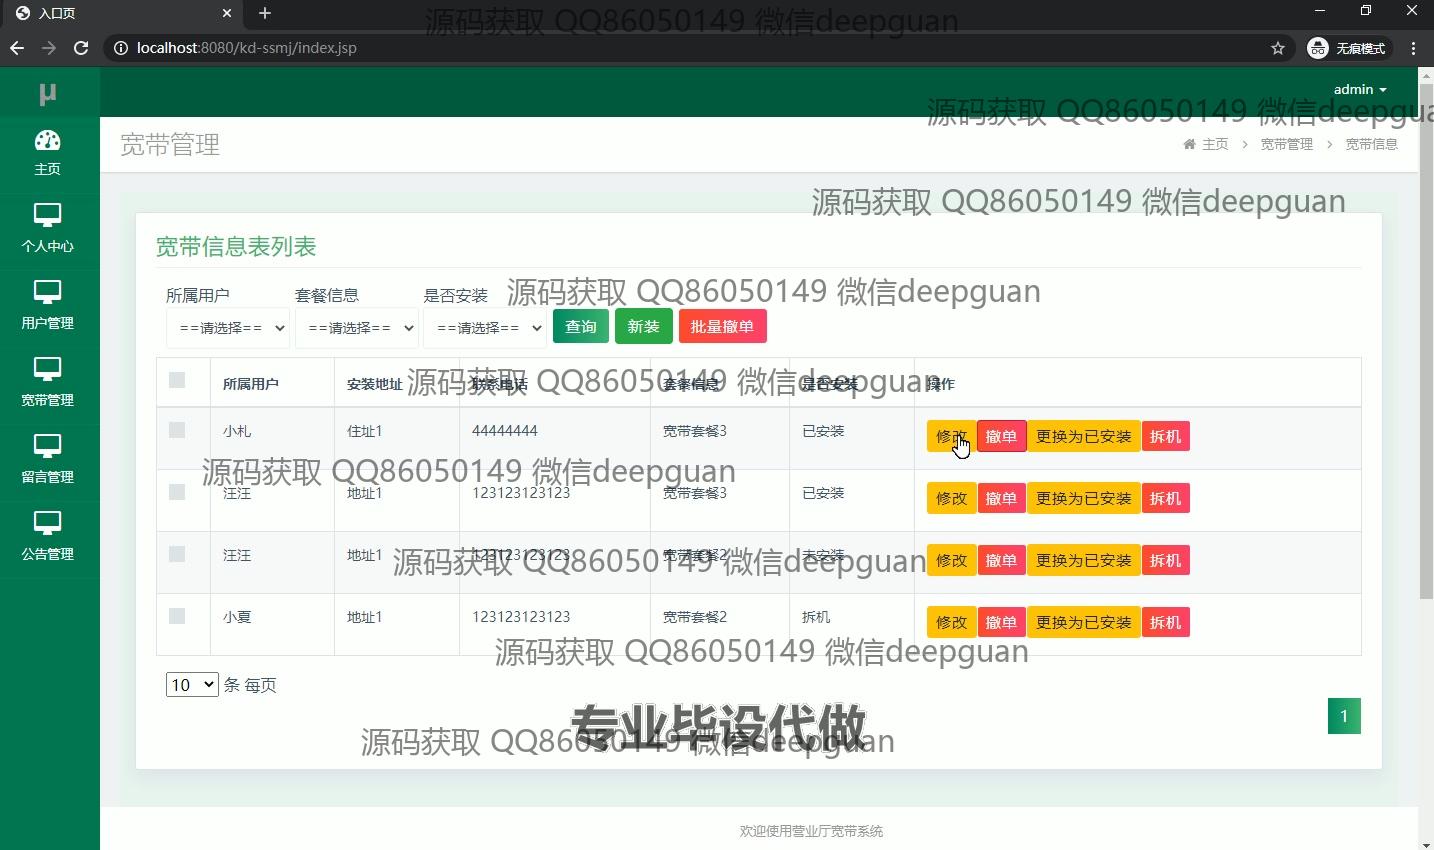 入口页
源码获取 QQ86050149 微信deepguan
localhost:8080/kd-ssmj/index.jsp
无痕模式
µ
admin
源码获取 QQ86050149 微信deepgua
宽带管理
主页 > 宽带管理 > 宽带信息
主页
源码获取 QQ86050149 微信deepguan
个人中心
宽带信息表列表
用户管理
所属用户 套餐信息 是否安装
源码获取 QQ86050149 微信deepguan
==请选择== ==请选择== ==请选择== 查询 新装 批量撤单
宽带管理
所属用户 安装地址 联系电话 套餐信息 是否安装 操作
源码获取 QQ86050149 微信deepguan
小札 住址1 44444444 宽带套餐3 已安装 修改 撤单 更换为已安装 拆机
留言管理
源码获取 QQ86050149 微信deepguan
汪汪 地址1 123123123123 宽带套餐3 已安装 修改 撤单 更换为已安装 拆机
公告管理
汪汪 地址1 123123123123 宽带套餐2 未安装 修改 撤单 更换为已安装 拆机
源码获取 QQ86050149 微信deepguan
小夏 地址1 123123123123 宽带套餐2 拆机 修改 撤单 更换为已安装 拆机
源码获取 QQ86050149 微信deepguan
10 条 每页
1
专业毕设代做
源码获取 QQ86050149 微信deepguan
欢迎使用营业厅宽带系统